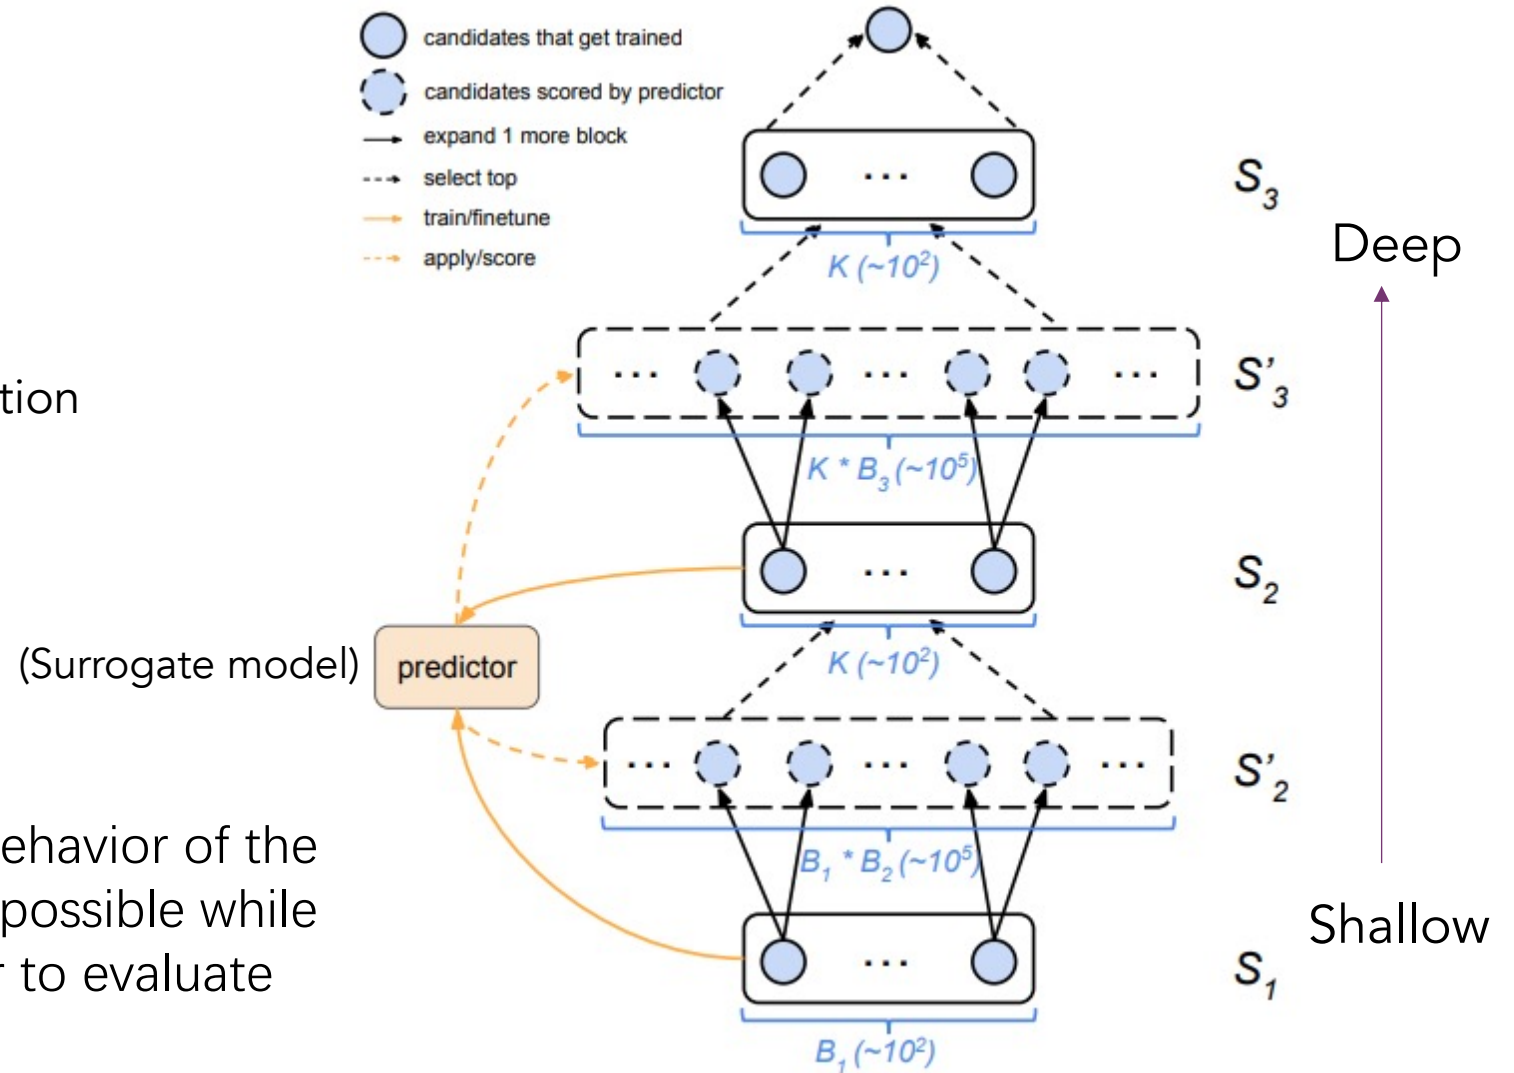 candidates that get trained
candidates scored by predictor
expand 1 more block
select top
train/finetune
apply/score
...
S3
K (~10²)
Deep
... ... ...
S'3
tion
K * B3 (~10⁵)
...
S2
(Surrogate model)
predictor
K (~10²)
... ... ...
S'2
ehavior of the
possible while
r to evaluate
B1 * B2 (~10⁵)
Shallow
...
S1
B1 (~10²)